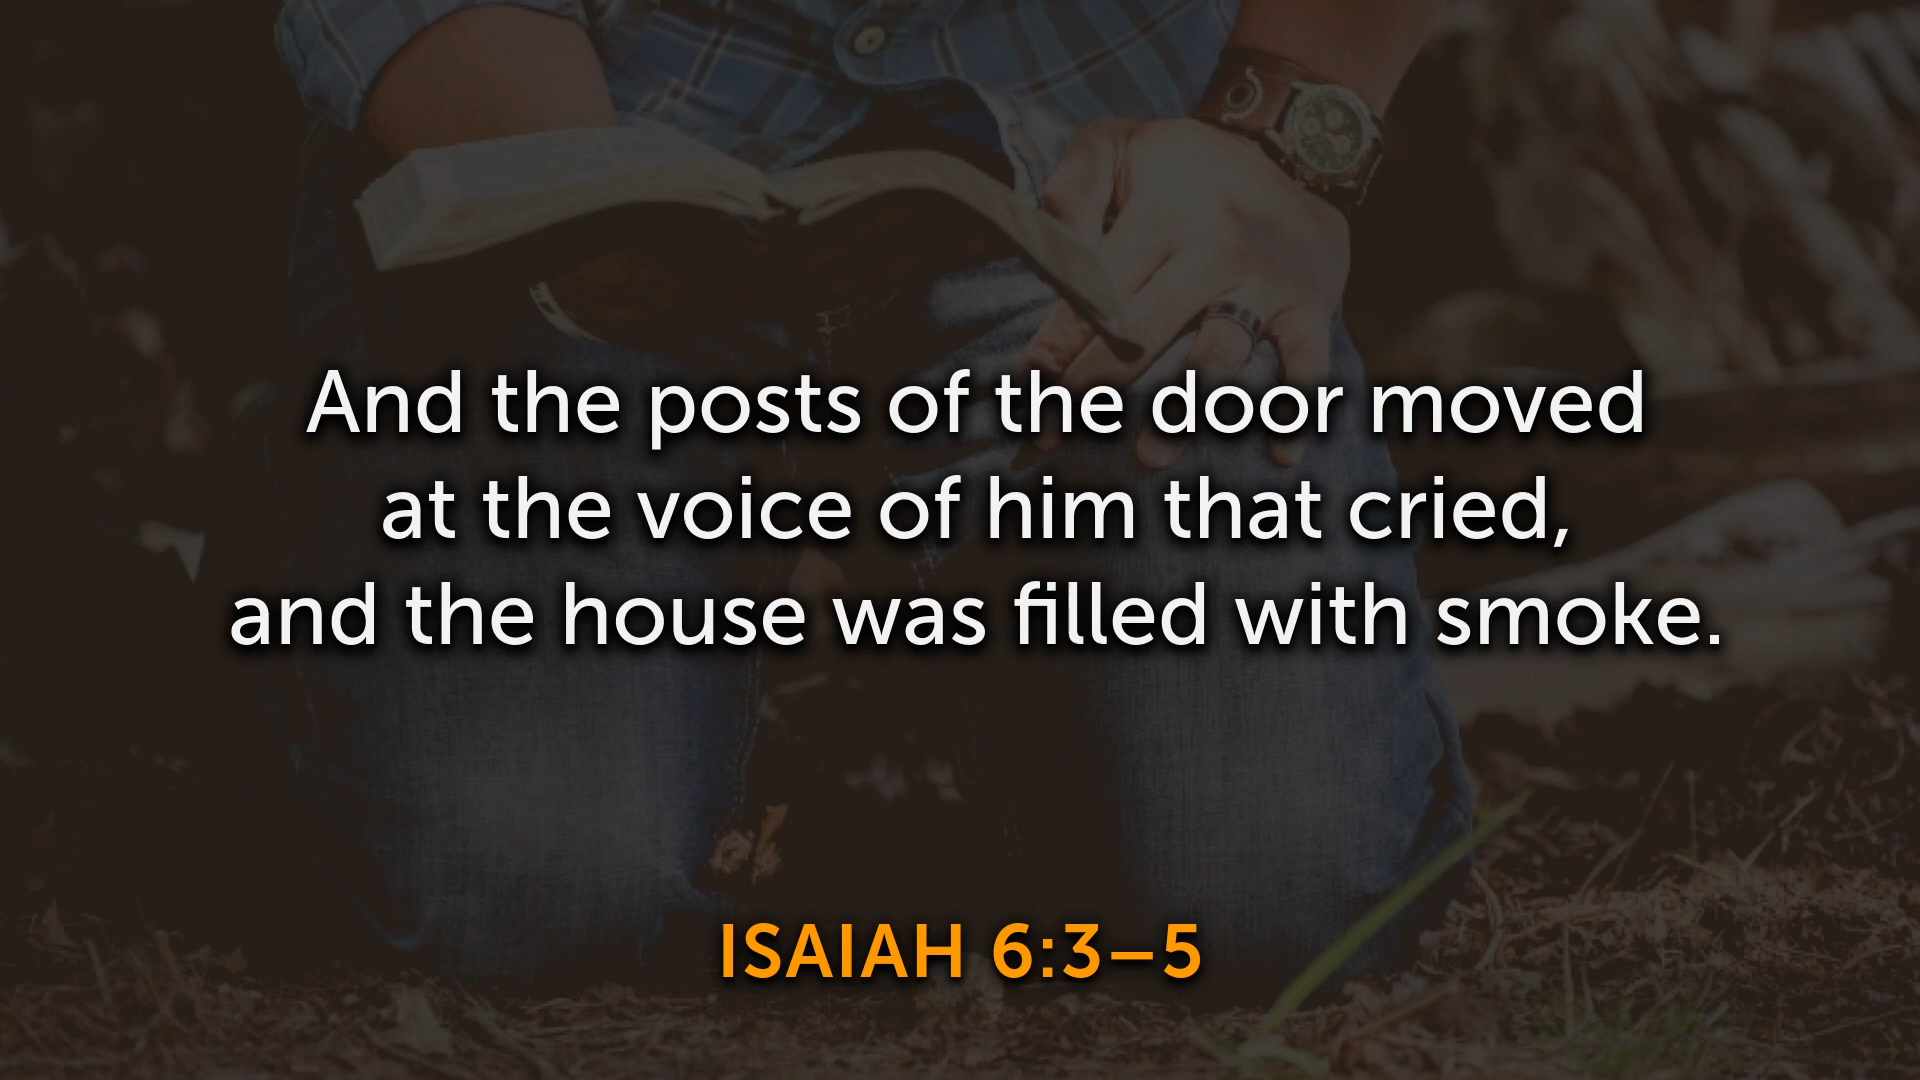 And the posts of the door moved
at the voice of him that cried,
and the house was filled with smoke.
ISAIAH 6:3–5